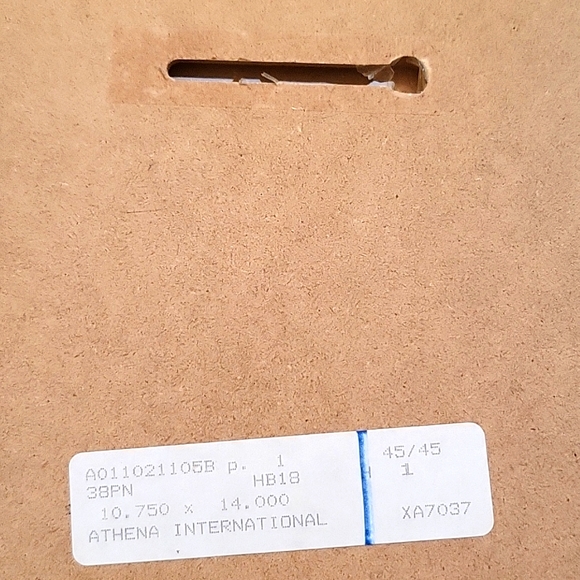 A011021105B p. 1 45/45
38PN HB18 H 1
10.750 x 14.000 XA7037
ATHENA INTERNATIONAL